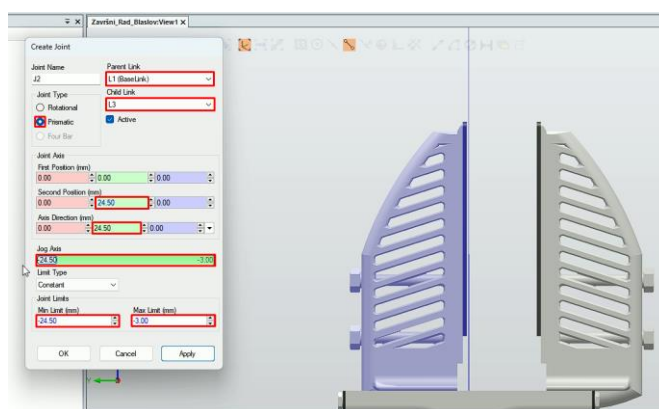 Završni_Rad_Blaslov:View1 X
Create Joint
Joint Name
Parent Link
J2
L1 (BaseLink)
Joint Type
Child Link
Rotational
L3
Prismatic
Active
Four Bar
Joint Axis
First Position (mm)
0.00 0.00 0.00
Second Position (mm)
0.00 24.50 0.00
Axis Direction (mm)
0.00 24.50 0.00
Jog Axis
-24.50 -3.00
Limit Type
Constant
Joint Limits
Min Limit (mm) Max Limit (mm)
-24.50 -3.00
OK Cancel Apply
Y